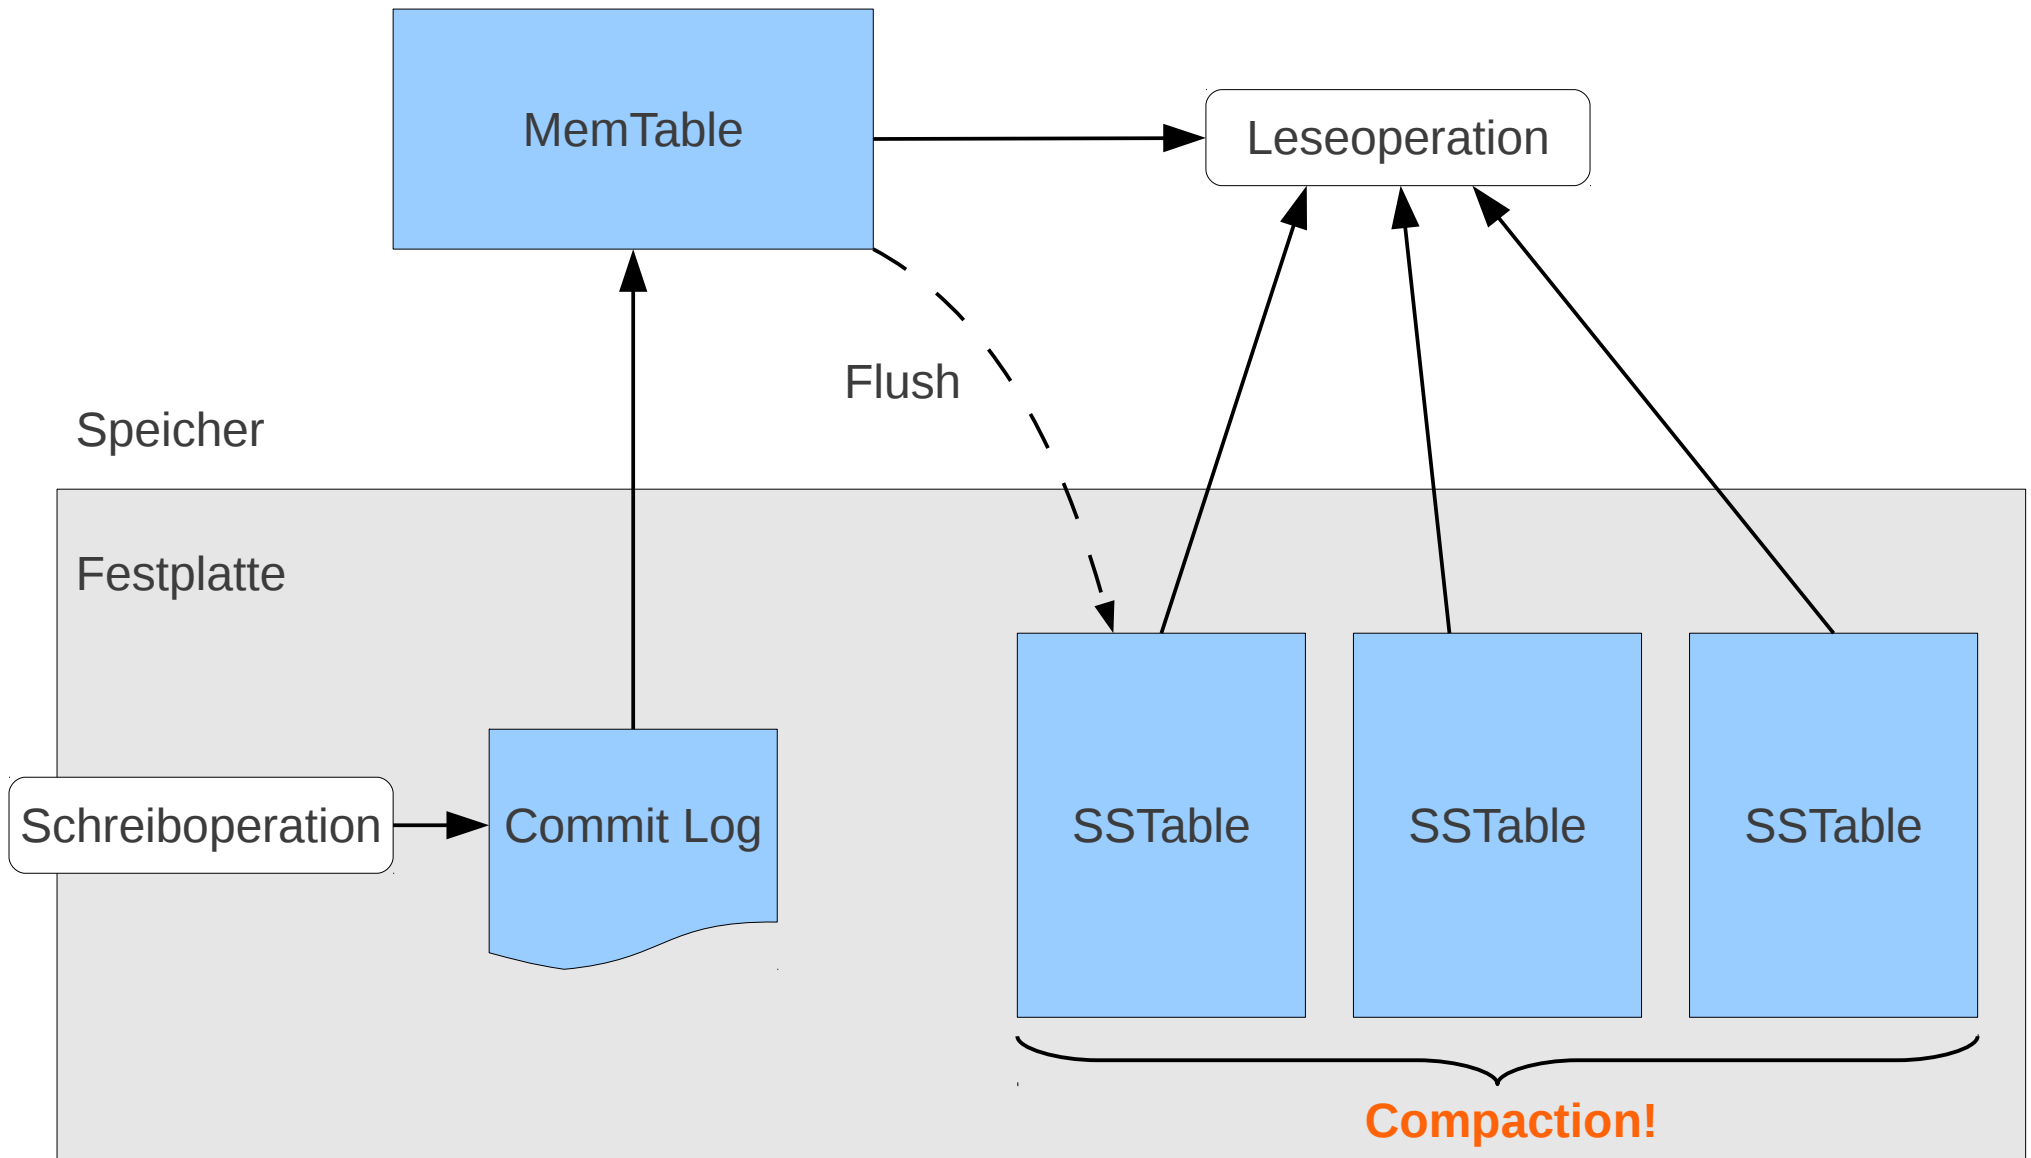 MemTable
Leseoperation
Flush
Speicher
Festplatte
Schreiboperation
Commit Log
SSTable
SSTable
SSTable
Compaction!